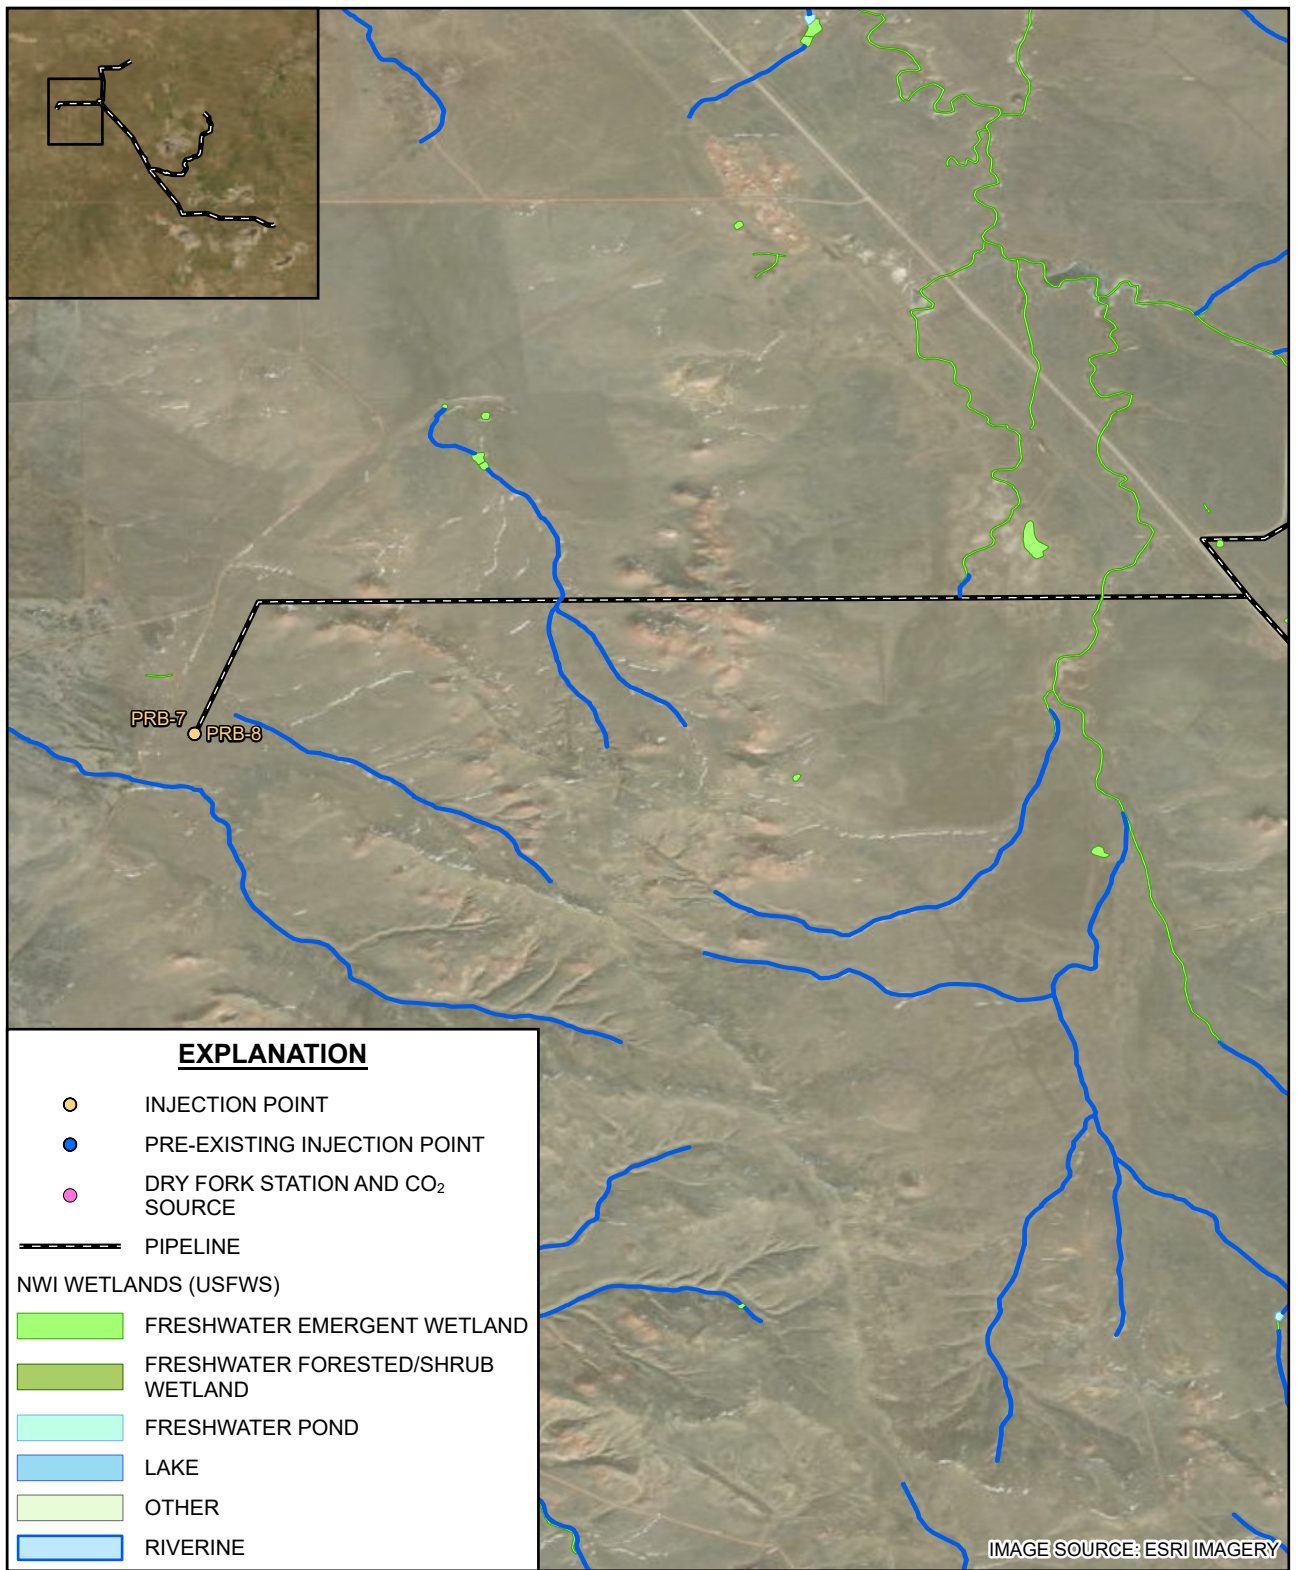 PRB-7
PRB-8
EXPLANATION
INJECTION POINT
PRE-EXISTING INJECTION POINT
DRY FORK STATION AND CO₂
SOURCE
PIPELINE
NWI WETLANDS (USFWS)
FRESHWATER EMERGENT WETLAND
FRESHWATER FORESTED/SHRUB
WETLAND
FRESHWATER POND
LAKE
OTHER
RIVERINE
IMAGE SOURCE: ESRI IMAGERY